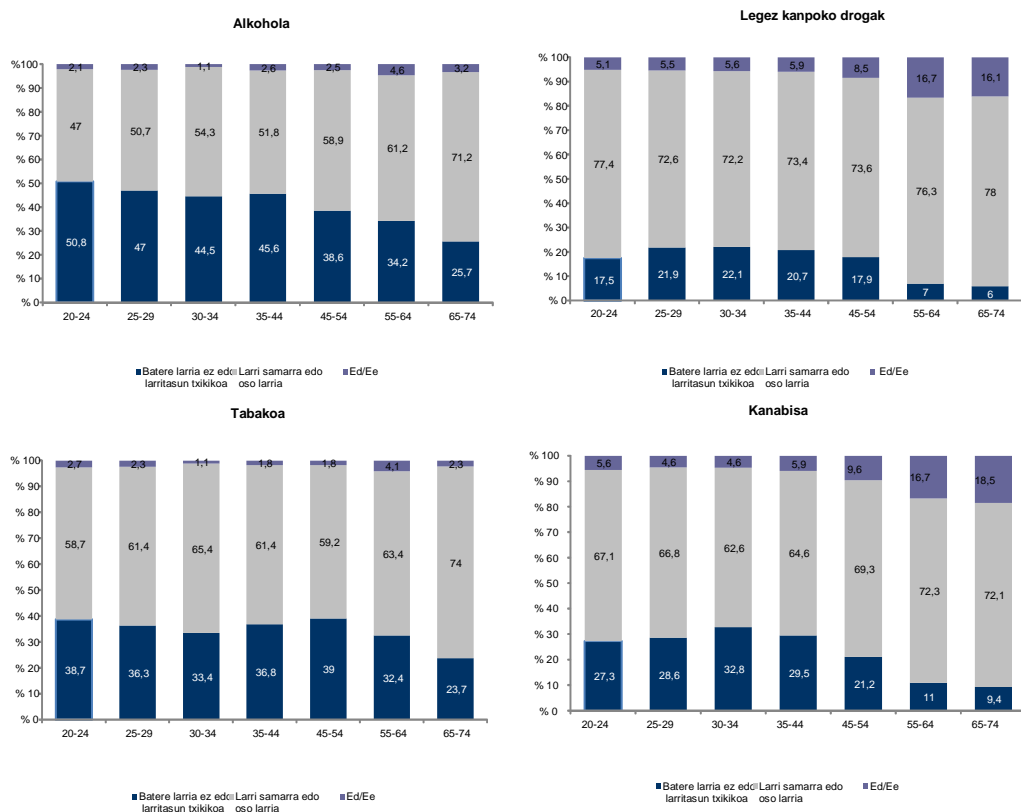 Alkohola
%100
% 90
% 80
% 70
% 60
% 50
% 40
% 30
% 20
% 10
% 0
2,1 2,3 1,1 2,6 2,5 4,6 3,2
47 50,7 54,3 51,8 58,9 61,2 71,2
50,8 47 44,5 45,6 38,6 34,2 25,7
20-24 25-29 30-34 35-44 45-54 55-64 65-74
Batere larria ez edo Larri samarra edo Ed/Ee
larritasun txikikoa oso larria
Legez kanpoko drogak
% 100
% 90
% 80
% 70
% 60
% 50
% 40
% 30
% 20
% 10
% 0
5,1 5,5 5,6 5,9 8,5 16,7 16,1
77,4 72,6 72,2 73,4 73,6 76,3 78
17,5 21,9 22,1 20,7 17,9 7 6
20-24 25-29 30-34 35-44 45-54 55-64 65-74
Batere larria ez edo Larri samarra edo Ed/Ee
larritasun txikikoa oso larria
Tabakoa
% 100
% 90
% 80
% 70
% 60
% 50
% 40
% 30
% 20
% 10
% 0
2,7 2,3 1,1 1,8 1,8 4,1 2,3
58,7 61,4 65,4 61,4 59,2 63,4 74
38,7 36,3 33,4 36,8 39 32,4 23,7
20-24 25-29 30-34 35-44 45-54 55-64 65-74
Batere larria ez edo Larri samarra edo Ed/Ee
larritasun txikikoa oso larria
Kanabisa
% 100
% 90
% 80
% 70
% 60
% 50
% 40
% 30
% 20
% 10
% 0
5,6 4,6 4,6 5,9 9,6 16,7 18,5
67,1 66,8 62,6 64,6 69,3 72,3 72,1
27,3 28,6 32,8 29,5 21,2 11 9,4
20-24 25-29 30-34 35-44 45-54 55-64 65-74
Batere larria ez edo Larri samarra edo Ed/Ee
larritasun txikikoa oso larria